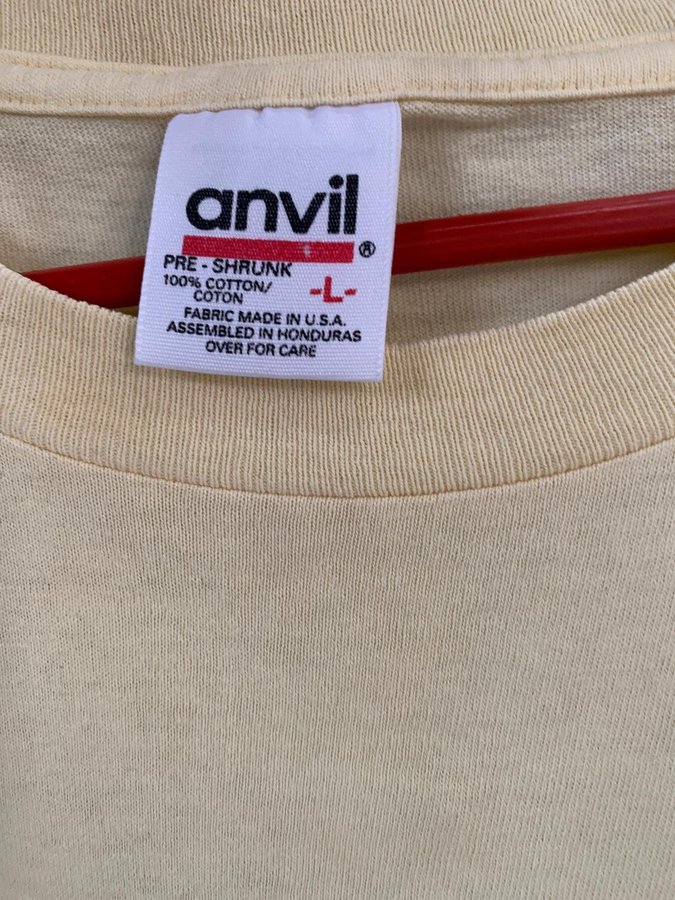 anvil®
PRE - SHRUNK
100% COTTON/
COTON
-L-
FABRIC MADE IN U.S.A.
ASSEMBLED IN HONDURAS
OVER FOR CARE